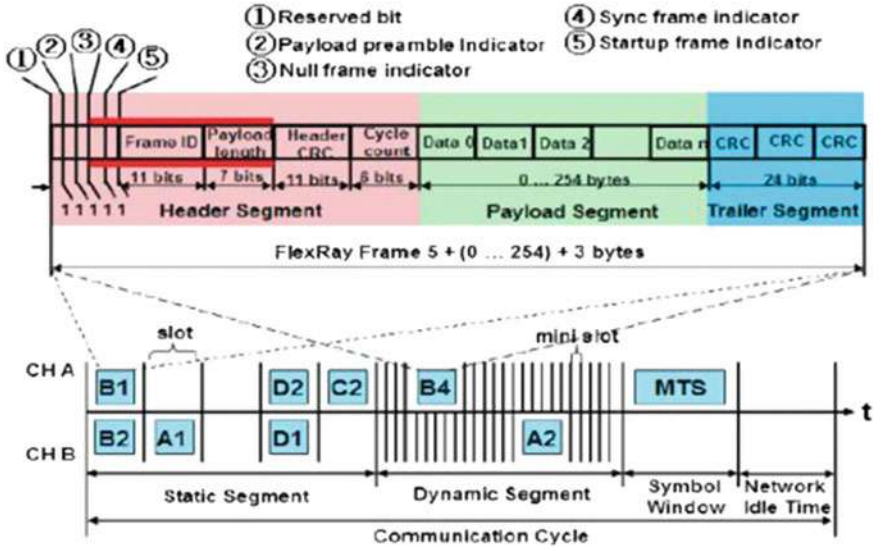 ① Reserved bit
② Payload preamble Indicator
③ Null frame indicator
④ Sync frame indicator
⑤ Startup frame indicator
① ② ③ ④ ⑤
Frame ID Payload length Header CRC Cycle count Data 0 Data1 Data 2 Data n CRC CRC CRC
11 bits 7 bits 11 bits 6 bits 0 ... 254 bytes 24 bits
1 1 1 1 1 Header Segment Payload Segment Trailer Segment
FlexRay Frame 5 + (0 ... 254) + 3 bytes
slot mini slot
CH A B1 D2 C2 B4 MTS
t
CH B B2 A1 D1 A2
Static Segment Dynamic Segment Symbol Window Network Idle Time
Communication Cycle